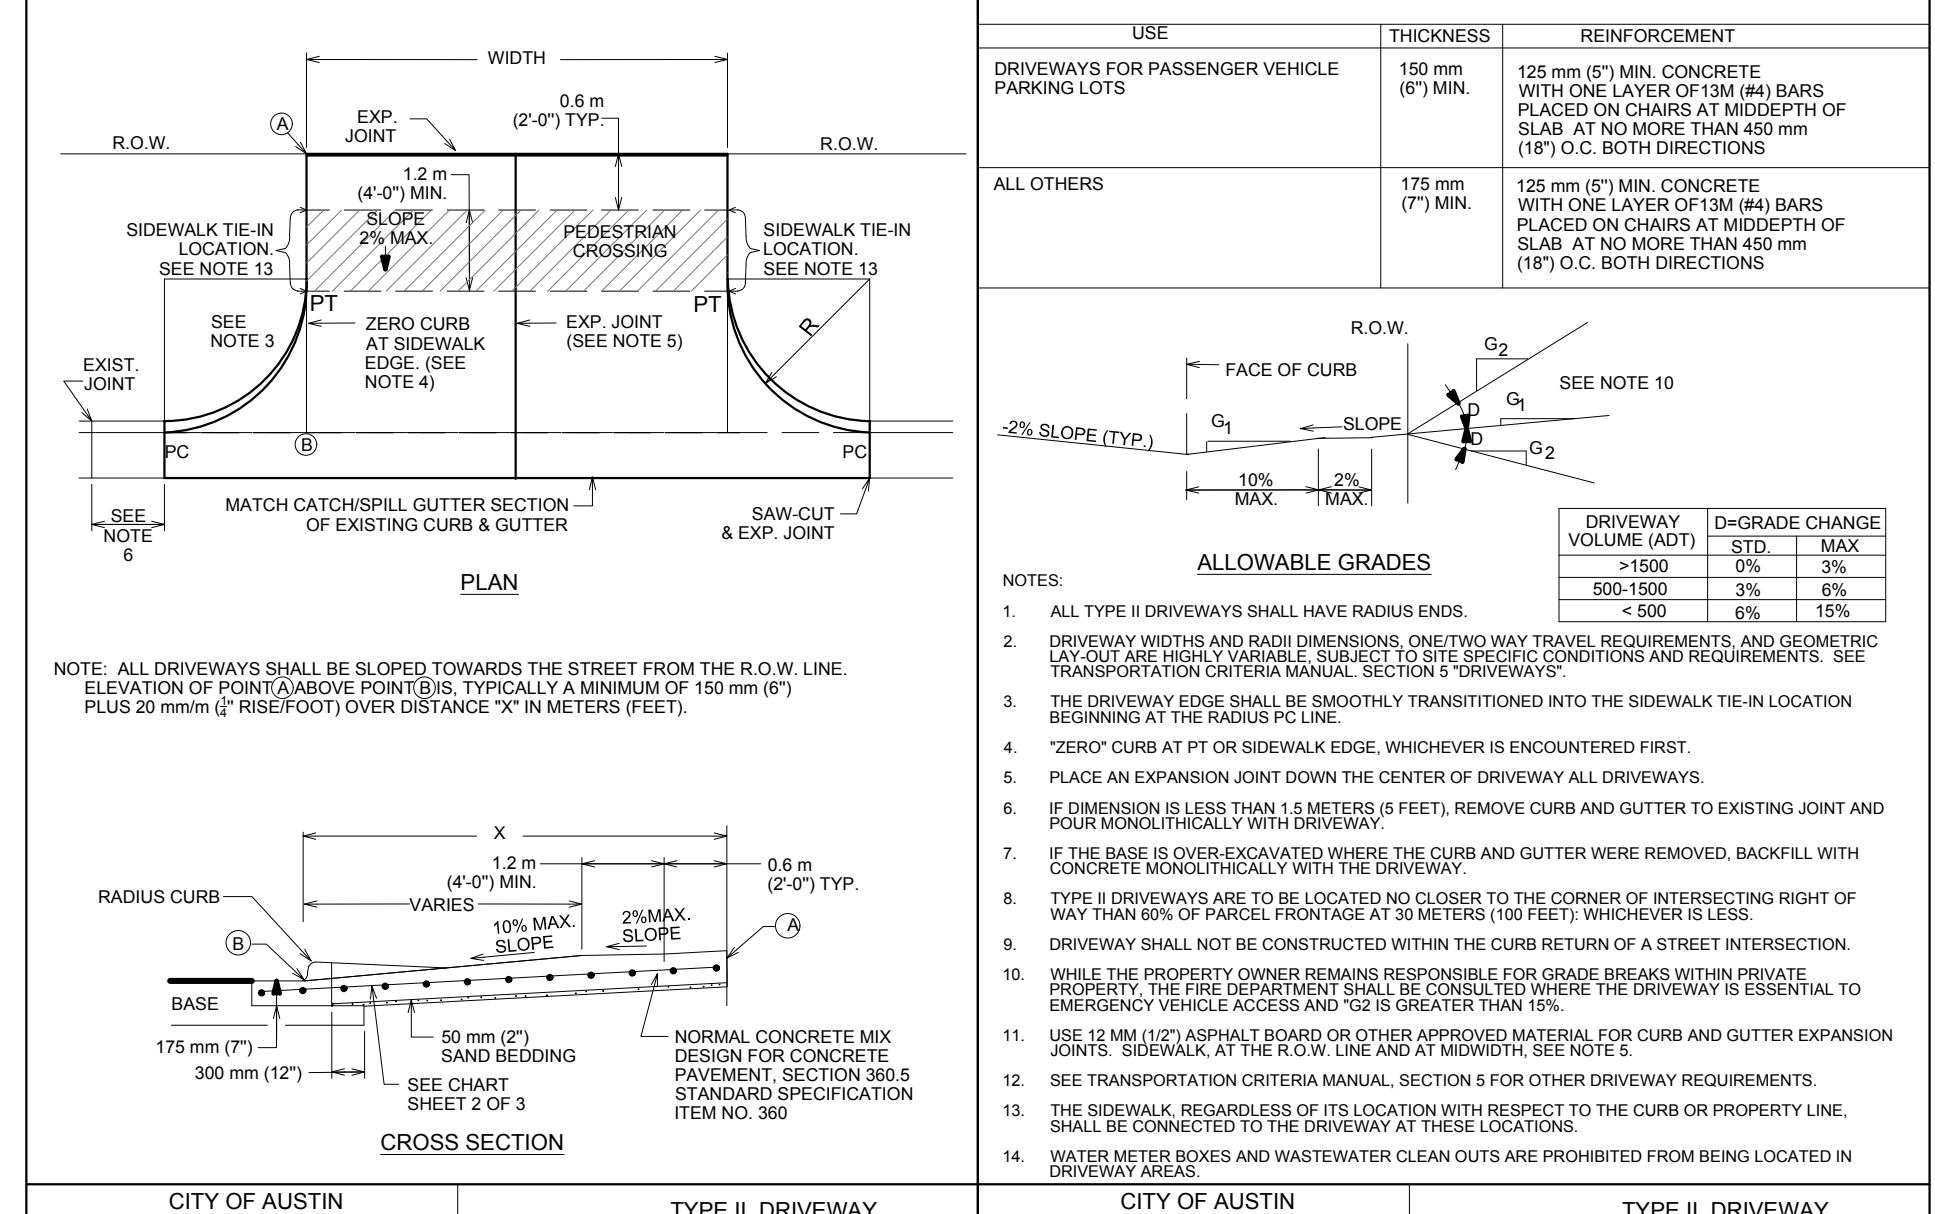 WIDTH
0.6 m
(2'-0") TYP.
EXP.
JOINT
A
R.O.W.
R.O.W.
1.2 m
(4'-0") MIN.
SLOPE
2% MAX.
PEDESTRIAN
CROSSING
SIDEWALK TIE-IN
LOCATION.
SEE NOTE 13
SIDEWALK TIE-IN
LOCATION.
SEE NOTE 13
PT
PT
SEE
NOTE 3
ZERO CURB
AT SIDEWALK
EDGE. (SEE
NOTE 4)
EXP. JOINT
(SEE NOTE 5)
R
EXIST.
JOINT
PC
B
PC
MATCH CATCH/SPILL GUTTER SECTION
OF EXISTING CURB & GUTTER
SAW-CUT
& EXP. JOINT
SEE
NOTE
6
PLAN
NOTE: ALL DRIVEWAYS SHALL BE SLOPED TOWARDS THE STREET FROM THE R.O.W. LINE.
ELEVATION OF POINT A ABOVE POINT B IS, TYPICALLY A MINIMUM OF 150 mm (6")
PLUS 20 mm/m (1/4" RISE/FOOT) OVER DISTANCE "X" IN METERS (FEET).
X
1.2 m
(4'-0") MIN.
0.6 m
(2'-0") TYP.
RADIUS CURB
VARIES
10% MAX.
SLOPE
2%MAX.
SLOPE
A
B
BASE
175 mm (7")
300 mm (12")
50 mm (2")
SAND BEDDING
SEE CHART
SHEET 2 OF 3
NORMAL CONCRETE MIX
DESIGN FOR CONCRETE
PAVEMENT, SECTION 360.5
STANDARD SPECIFICATION
ITEM NO. 360
CROSS SECTION
CITY OF AUSTIN
TYPE II DRIVEWAY
USE THICKNESS REINFORCEMENT
DRIVEWAYS FOR PASSENGER VEHICLE
PARKING LOTS
150 mm
(6") MIN.
125 mm (5") MIN. CONCRETE
WITH ONE LAYER OF13M (#4) BARS
PLACED ON CHAIRS AT MIDDEPTH OF
SLAB AT NO MORE THAN 450 mm
(18") O.C. BOTH DIRECTIONS
ALL OTHERS
175 mm
(7") MIN.
125 mm (5") MIN. CONCRETE
WITH ONE LAYER OF13M (#4) BARS
PLACED ON CHAIRS AT MIDDEPTH OF
SLAB AT NO MORE THAN 450 mm
(18") O.C. BOTH DIRECTIONS
R.O.W.
G2
FACE OF CURB
SEE NOTE 10
D
G1
G1
SLOPE
-2% SLOPE (TYP.)
D
G2
10%
MAX.
2%
MAX.
ALLOWABLE GRADES
DRIVEWAY
VOLUME (ADT)
D=GRADE CHANGE
STD. MAX
>1500 0% 3%
500-1500 3% 6%
< 500 6% 15%
NOTES:
1. ALL TYPE II DRIVEWAYS SHALL HAVE RADIUS ENDS.
2. DRIVEWAY WIDTHS AND RADII DIMENSIONS, ONE/TWO WAY TRAVEL REQUIREMENTS, AND GEOMETRIC
LAY-OUT ARE HIGHLY VARIABLE, SUBJECT TO SITE SPECIFIC CONDITIONS AND REQUIREMENTS. SEE
TRANSPORTATION CRITERIA MANUAL. SECTION 5 "DRIVEWAYS".
3. THE DRIVEWAY EDGE SHALL BE SMOOTHLY TRANSITITIONED INTO THE SIDEWALK TIE-IN LOCATION
BEGINNING AT THE RADIUS PC LINE.
4. "ZERO" CURB AT PT OR SIDEWALK EDGE, WHICHEVER IS ENCOUNTERED FIRST.
5. PLACE AN EXPANSION JOINT DOWN THE CENTER OF DRIVEWAY ALL DRIVEWAYS.
6. IF DIMENSION IS LESS THAN 1.5 METERS (5 FEET), REMOVE CURB AND GUTTER TO EXISTING JOINT AND
POUR MONOLITHICALLY WITH DRIVEWAY.
7. IF THE BASE IS OVER-EXCAVATED WHERE THE CURB AND GUTTER WERE REMOVED, BACKFILL WITH
CONCRETE MONOLITHICALLY WITH THE DRIVEWAY.
8. TYPE II DRIVEWAYS ARE TO BE LOCATED NO CLOSER TO THE CORNER OF INTERSECTING RIGHT OF
WAY THAN 60% OF PARCEL FRONTAGE AT 30 METERS (100 FEET): WHICHEVER IS LESS.
9. DRIVEWAY SHALL NOT BE CONSTRUCTED WITHIN THE CURB RETURN OF A STREET INTERSECTION.
10. WHILE THE PROPERTY OWNER REMAINS RESPONSIBLE FOR GRADE BREAKS WITHIN PRIVATE
PROPERTY, THE FIRE DEPARTMENT SHALL BE CONSULTED WHERE THE DRIVEWAY IS ESSENTIAL TO
EMERGENCY VEHICLE ACCESS AND "G2 IS GREATER THAN 15%.
11. USE 12 MM (1/2") ASPHALT BOARD OR OTHER APPROVED MATERIAL FOR CURB AND GUTTER EXPANSION
JOINTS. SIDEWALK, AT THE R.O.W. LINE AND AT MIDWIDTH, SEE NOTE 5.
12. SEE TRANSPORTATION CRITERIA MANUAL, SECTION 5 FOR OTHER DRIVEWAY REQUIREMENTS.
13. THE SIDEWALK, REGARDLESS OF ITS LOCATION WITH RESPECT TO THE CURB OR PROPERTY LINE,
SHALL BE CONNECTED TO THE DRIVEWAY AT THESE LOCATIONS.
14. WATER METER BOXES AND WASTEWATER CLEAN OUTS ARE PROHIBITED FROM BEING LOCATED IN
DRIVEWAY AREAS.
CITY OF AUSTIN
TYPE II DRIVEWAY